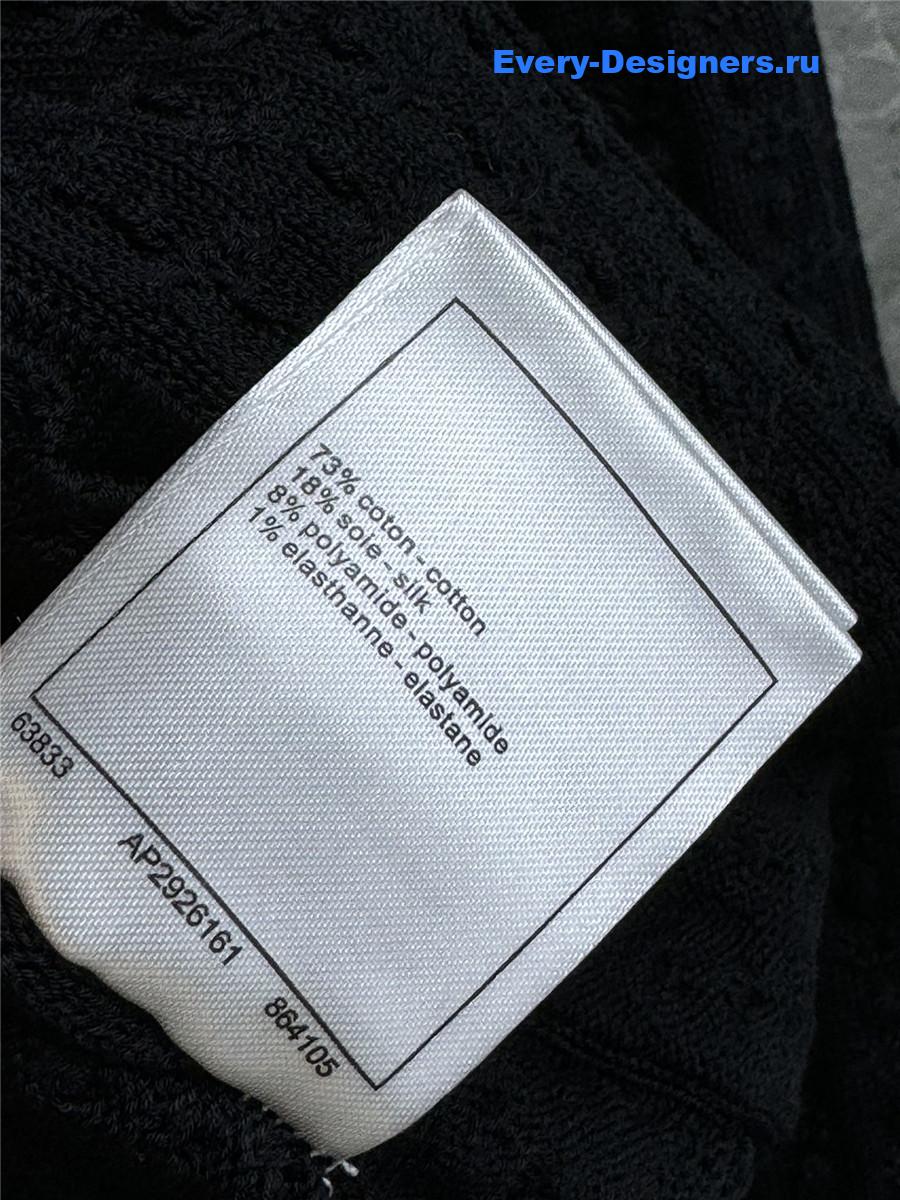 Every-Designers.ru
73% coton - cotton
18% soie - silk
8% polyamide - polyamide
1% elasthanne - elastane
63833
AP2926161
864105